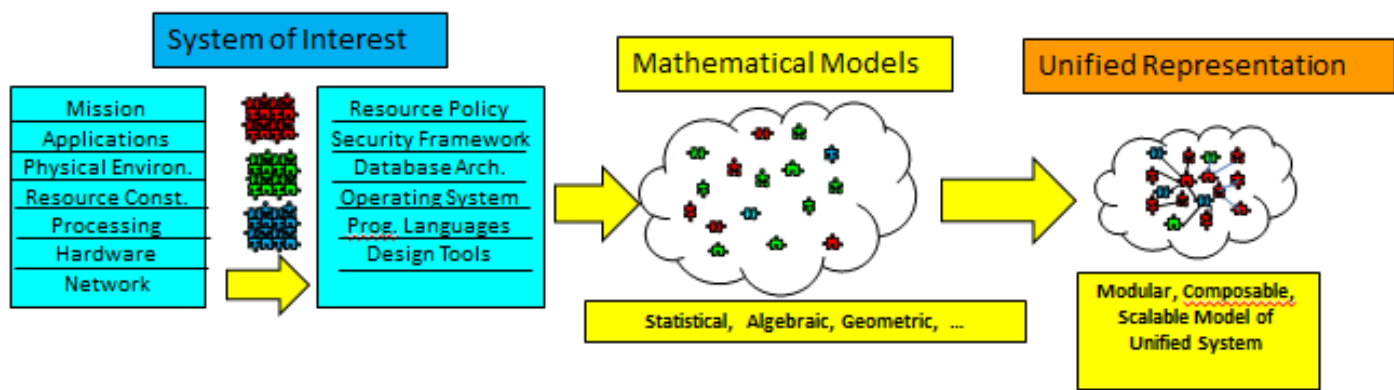 System of Interest
Mathematical Models
Unified Representation
Mission
Applications
Physical Environ.
Resource Const.
Processing
Hardware
Network
Resource Policy
Security Framework
Database Arch.
Operating System
Prog. Languages
Design Tools
Statistical, Algebraic, Geometric, ...
Modular, Composable,
Scalable Model of
Unified System